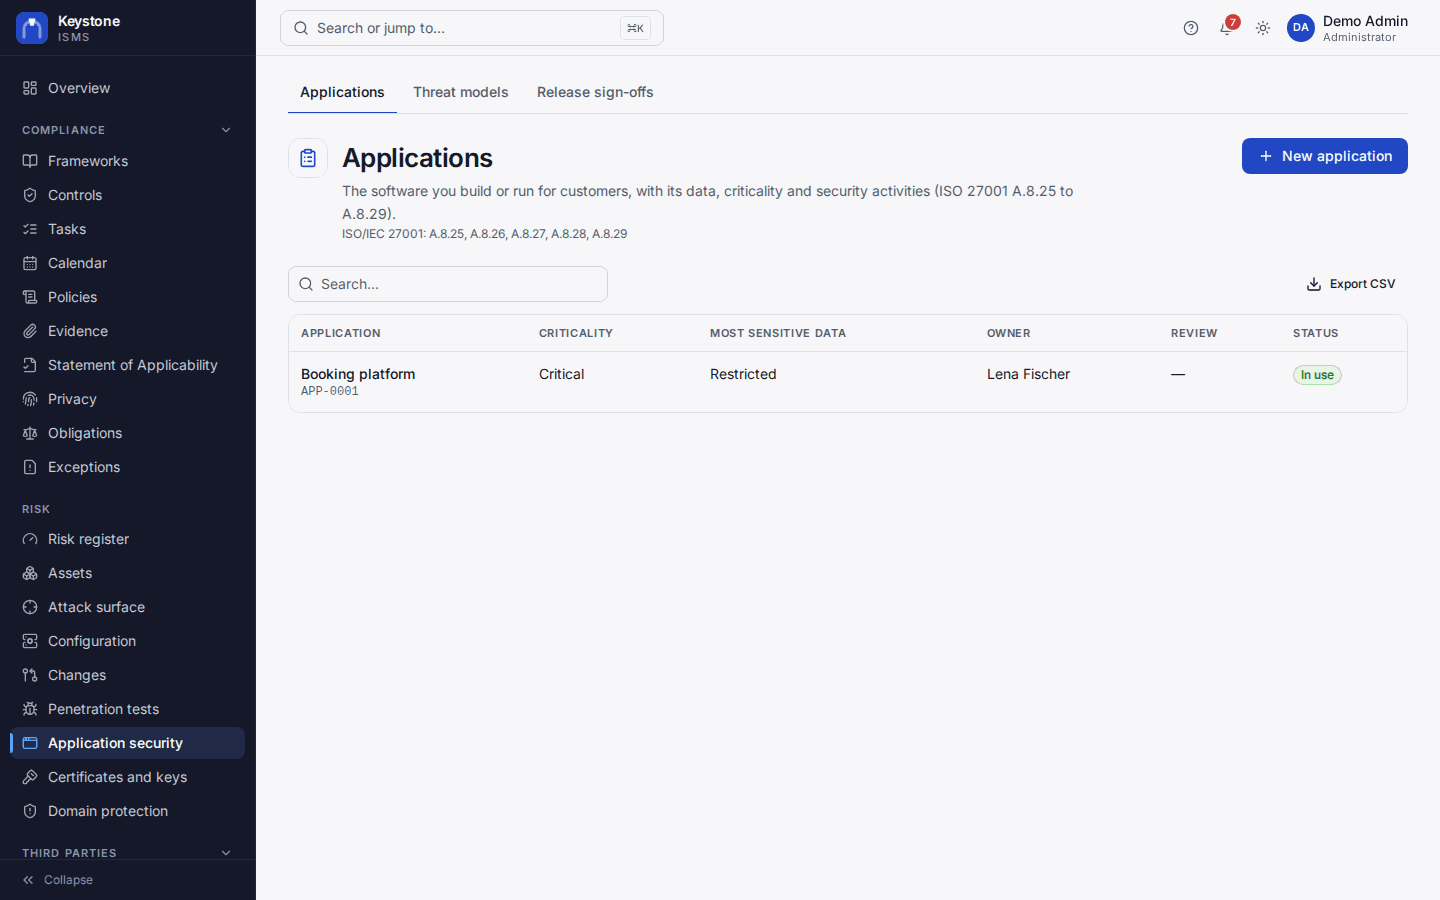 Keystone
ISMS
Search or jump to...
⌘K
7
DA
Demo Admin
Administrator
Overview
COMPLIANCE
Frameworks
Controls
Tasks
Calendar
Policies
Evidence
Statement of Applicability
Privacy
Obligations
Exceptions
RISK
Risk register
Assets
Attack surface
Configuration
Changes
Penetration tests
Application security
Certificates and keys
Domain protection
THIRD PARTIES
Collapse
Applications
Threat models
Release sign-offs
Applications
New application
The software you build or run for customers, with its data, criticality and security activities (ISO 27001 A.8.25 to
A.8.29).
ISO/IEC 27001: A.8.25, A.8.26, A.8.27, A.8.28, A.8.29
Search...
Export CSV
APPLICATION CRITICALITY MOST SENSITIVE DATA OWNER REVIEW STATUS
Booking platform Critical Restricted Lena Fischer — In use
APP-0001